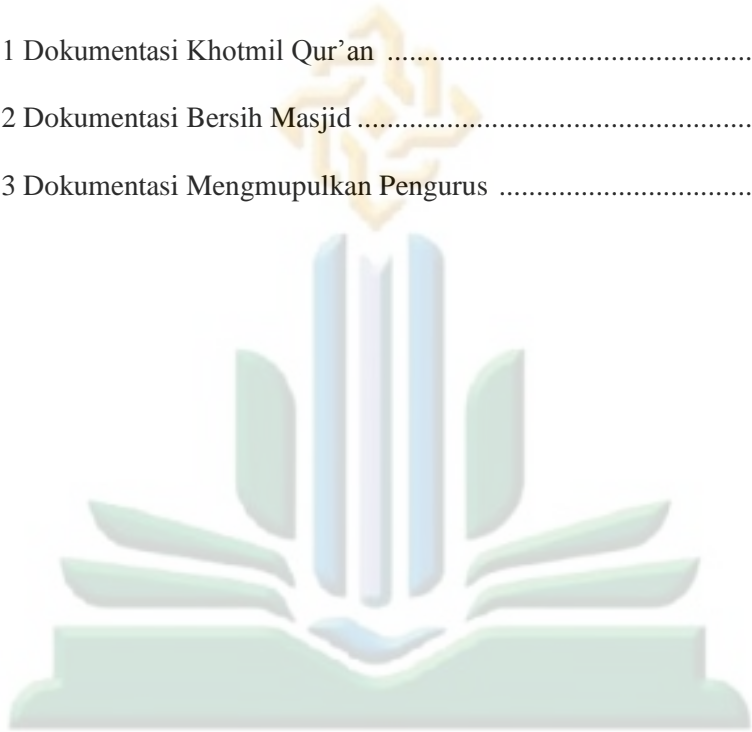 1 Dokumentasi Khotmil Qur’an ................................................
2 Dokumentasi Bersih Masjid ....................................................
3 Dokumentasi Mengmupulkan Pengurus ..................................